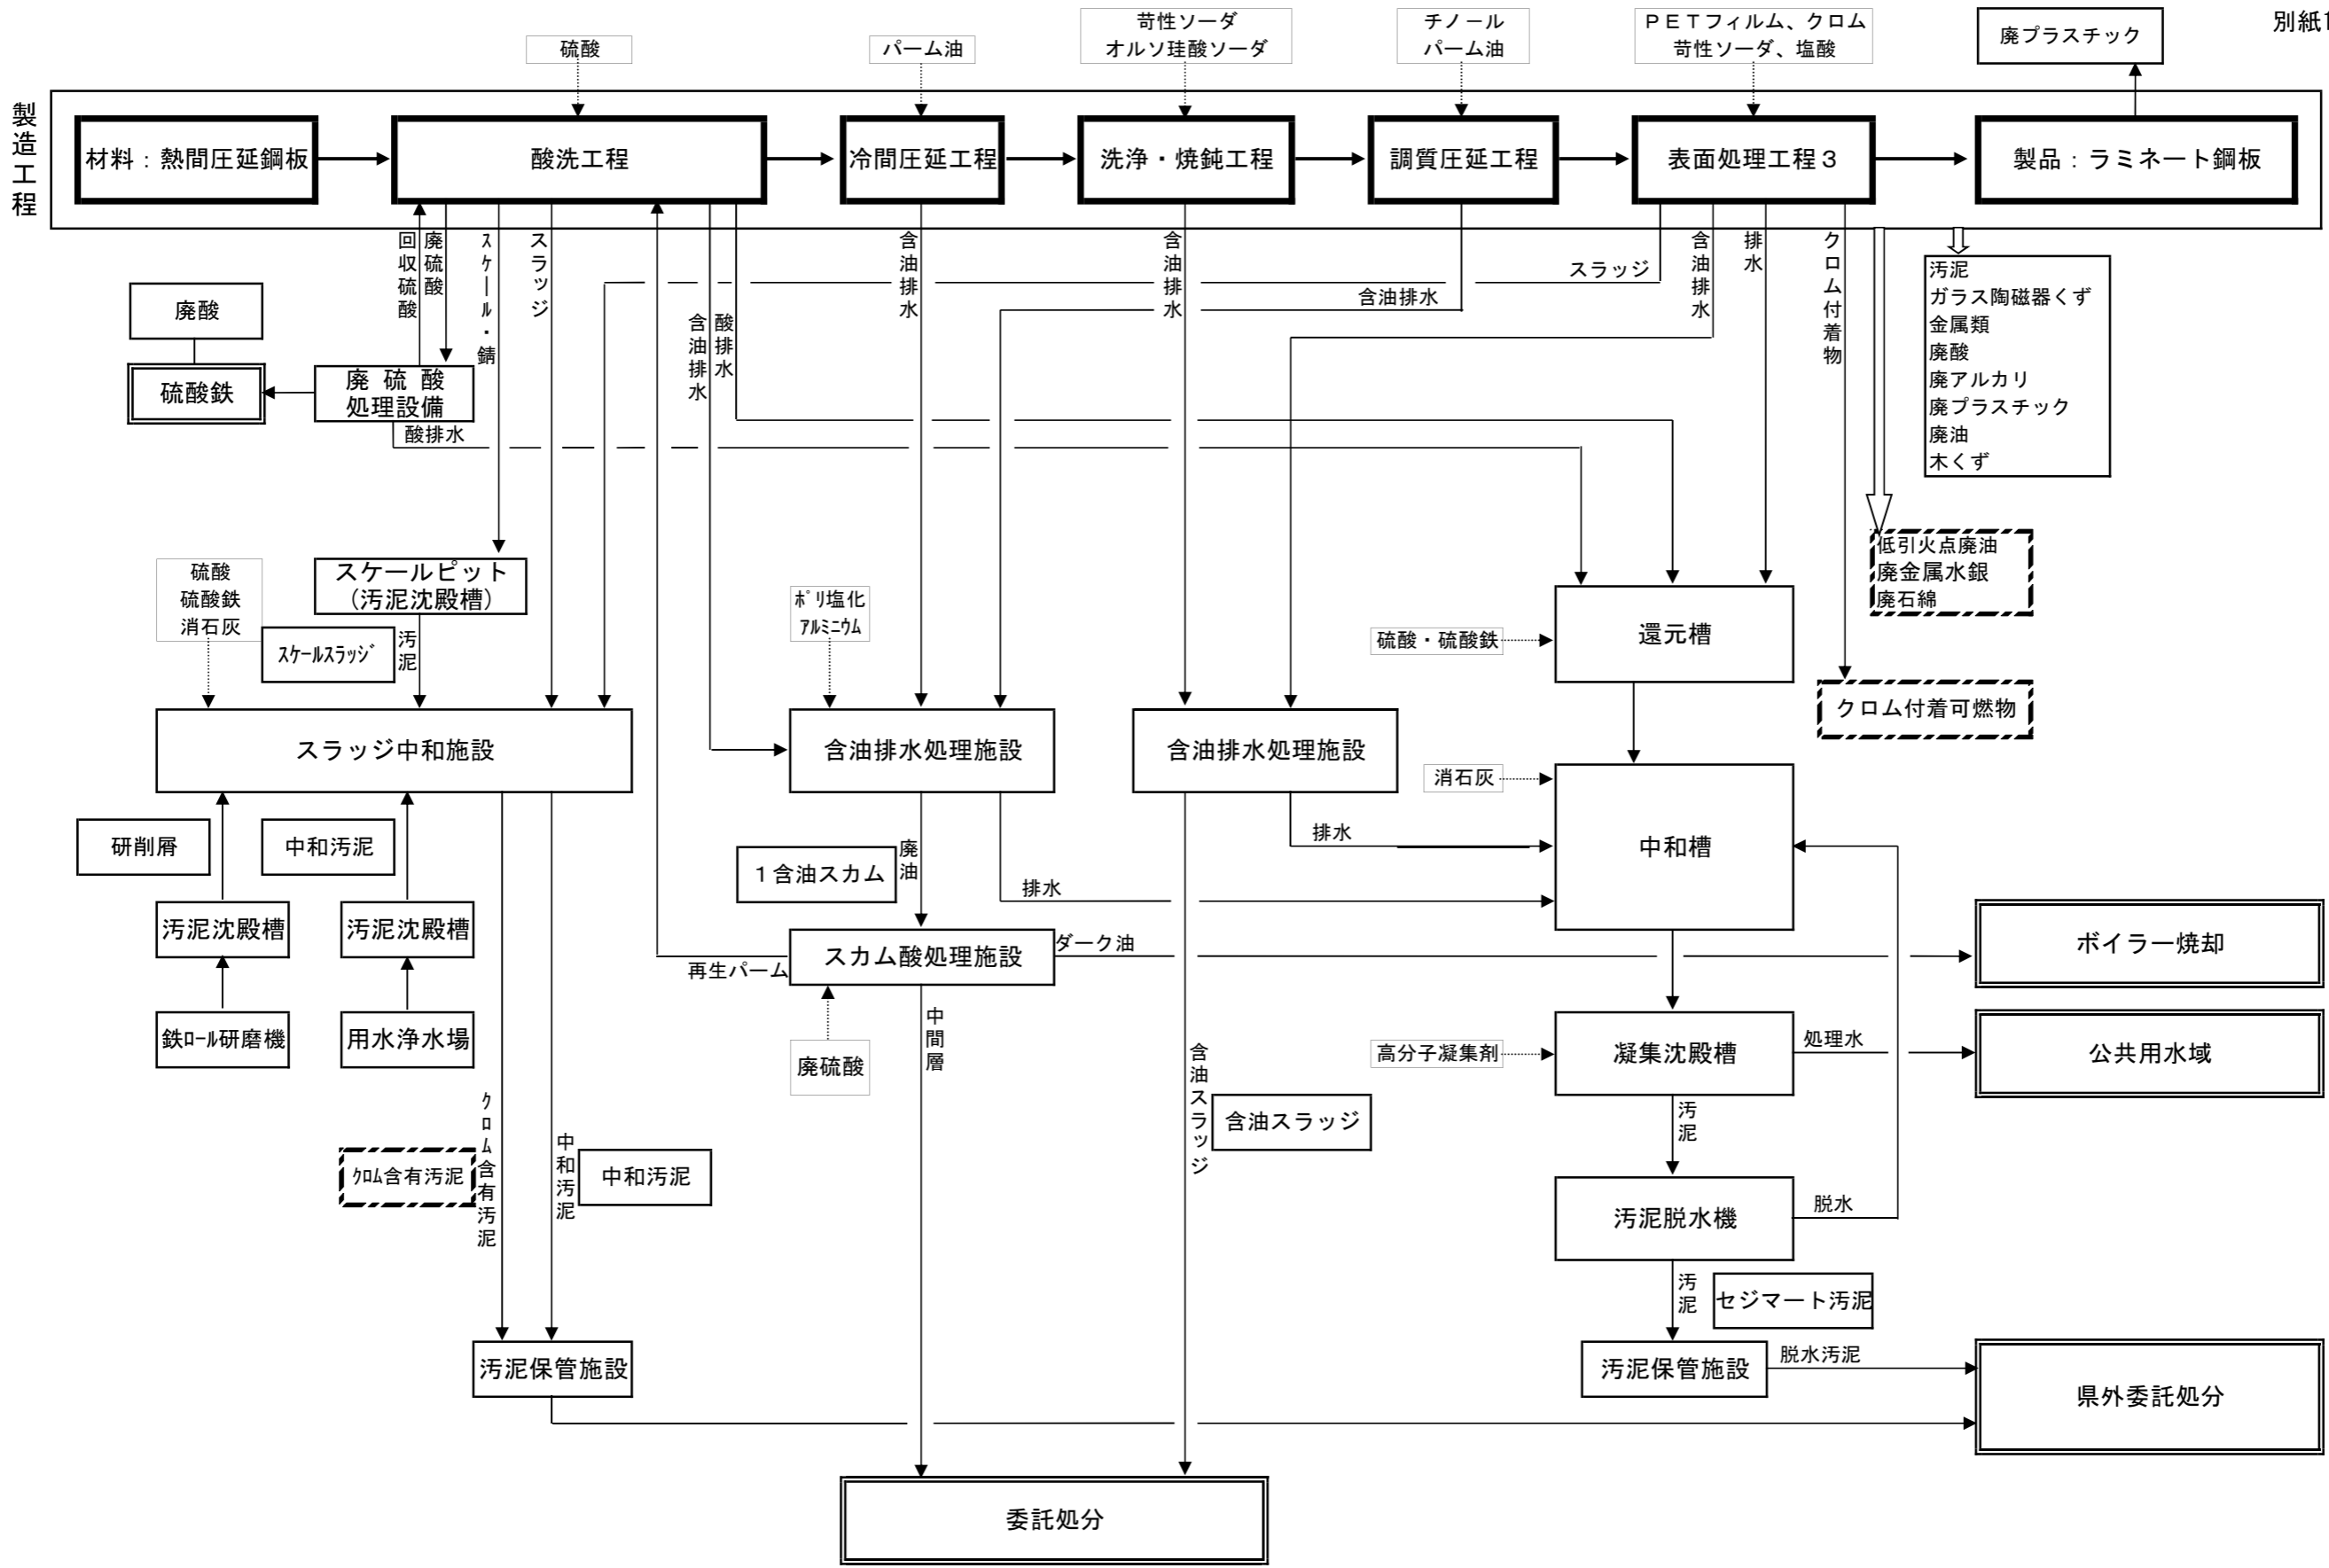 別紙1
硫酸
パーム油
苛性ソーダ
オルソ珪酸ソーダ
チノール
パーム油
ＰＥＴフィルム、クロム
苛性ソーダ、塩酸
廃プラスチック
製造工程
材料：熱間圧延鋼板
酸洗工程
冷間圧延工程
洗浄・焼鈍工程
調質圧延工程
表面処理工程３
製品：ラミネート鋼板
回収硫酸
廃硫酸
ｽｹｰﾙ・錆
スラッジ
含油排水
酸排水
含油排水
含油排水
含油排水
スラッジ
含油排水
排水
クロム付着物
汚泥
ガラス陶磁器くず
金属類
廃酸
廃アルカリ
廃プラスチック
廃油
木くず
廃酸
硫酸鉄
廃 硫 酸
処理設備
酸排水
低引火点廃油
廃金属水銀
廃石綿
硫酸
硫酸鉄
消石灰
スケールピット
（汚泥沈殿槽）
ｽｹｰﾙｽﾗｯｼﾞ
汚泥
ﾎﾟﾘ塩化
ｱﾙﾐﾆｳﾑ
硫酸・硫酸鉄
還元槽
クロム付着可燃物
スラッジ中和施設
含油排水処理施設
含油排水処理施設
消石灰
中和槽
研削屑
中和汚泥
１含油スカム
廃油
排水
排水
汚泥沈殿槽
汚泥沈殿槽
スカム酸処理施設
再生パーム
ダーク油
ボイラー焼却
鉄ﾛｰﾙ研磨機
用水浄水場
廃硫酸
中間層
含油スラッジ
含油スラッジ
高分子凝集剤
凝集沈殿槽
処理水
公共用水域
汚泥
ｸﾛﾑ含有汚泥
ｸﾛﾑ含有汚泥
中和汚泥
中和汚泥
汚泥脱水機
脱水
汚泥
セジマート汚泥
汚泥保管施設
汚泥保管施設
脱水汚泥
県外委託処分
委託処分